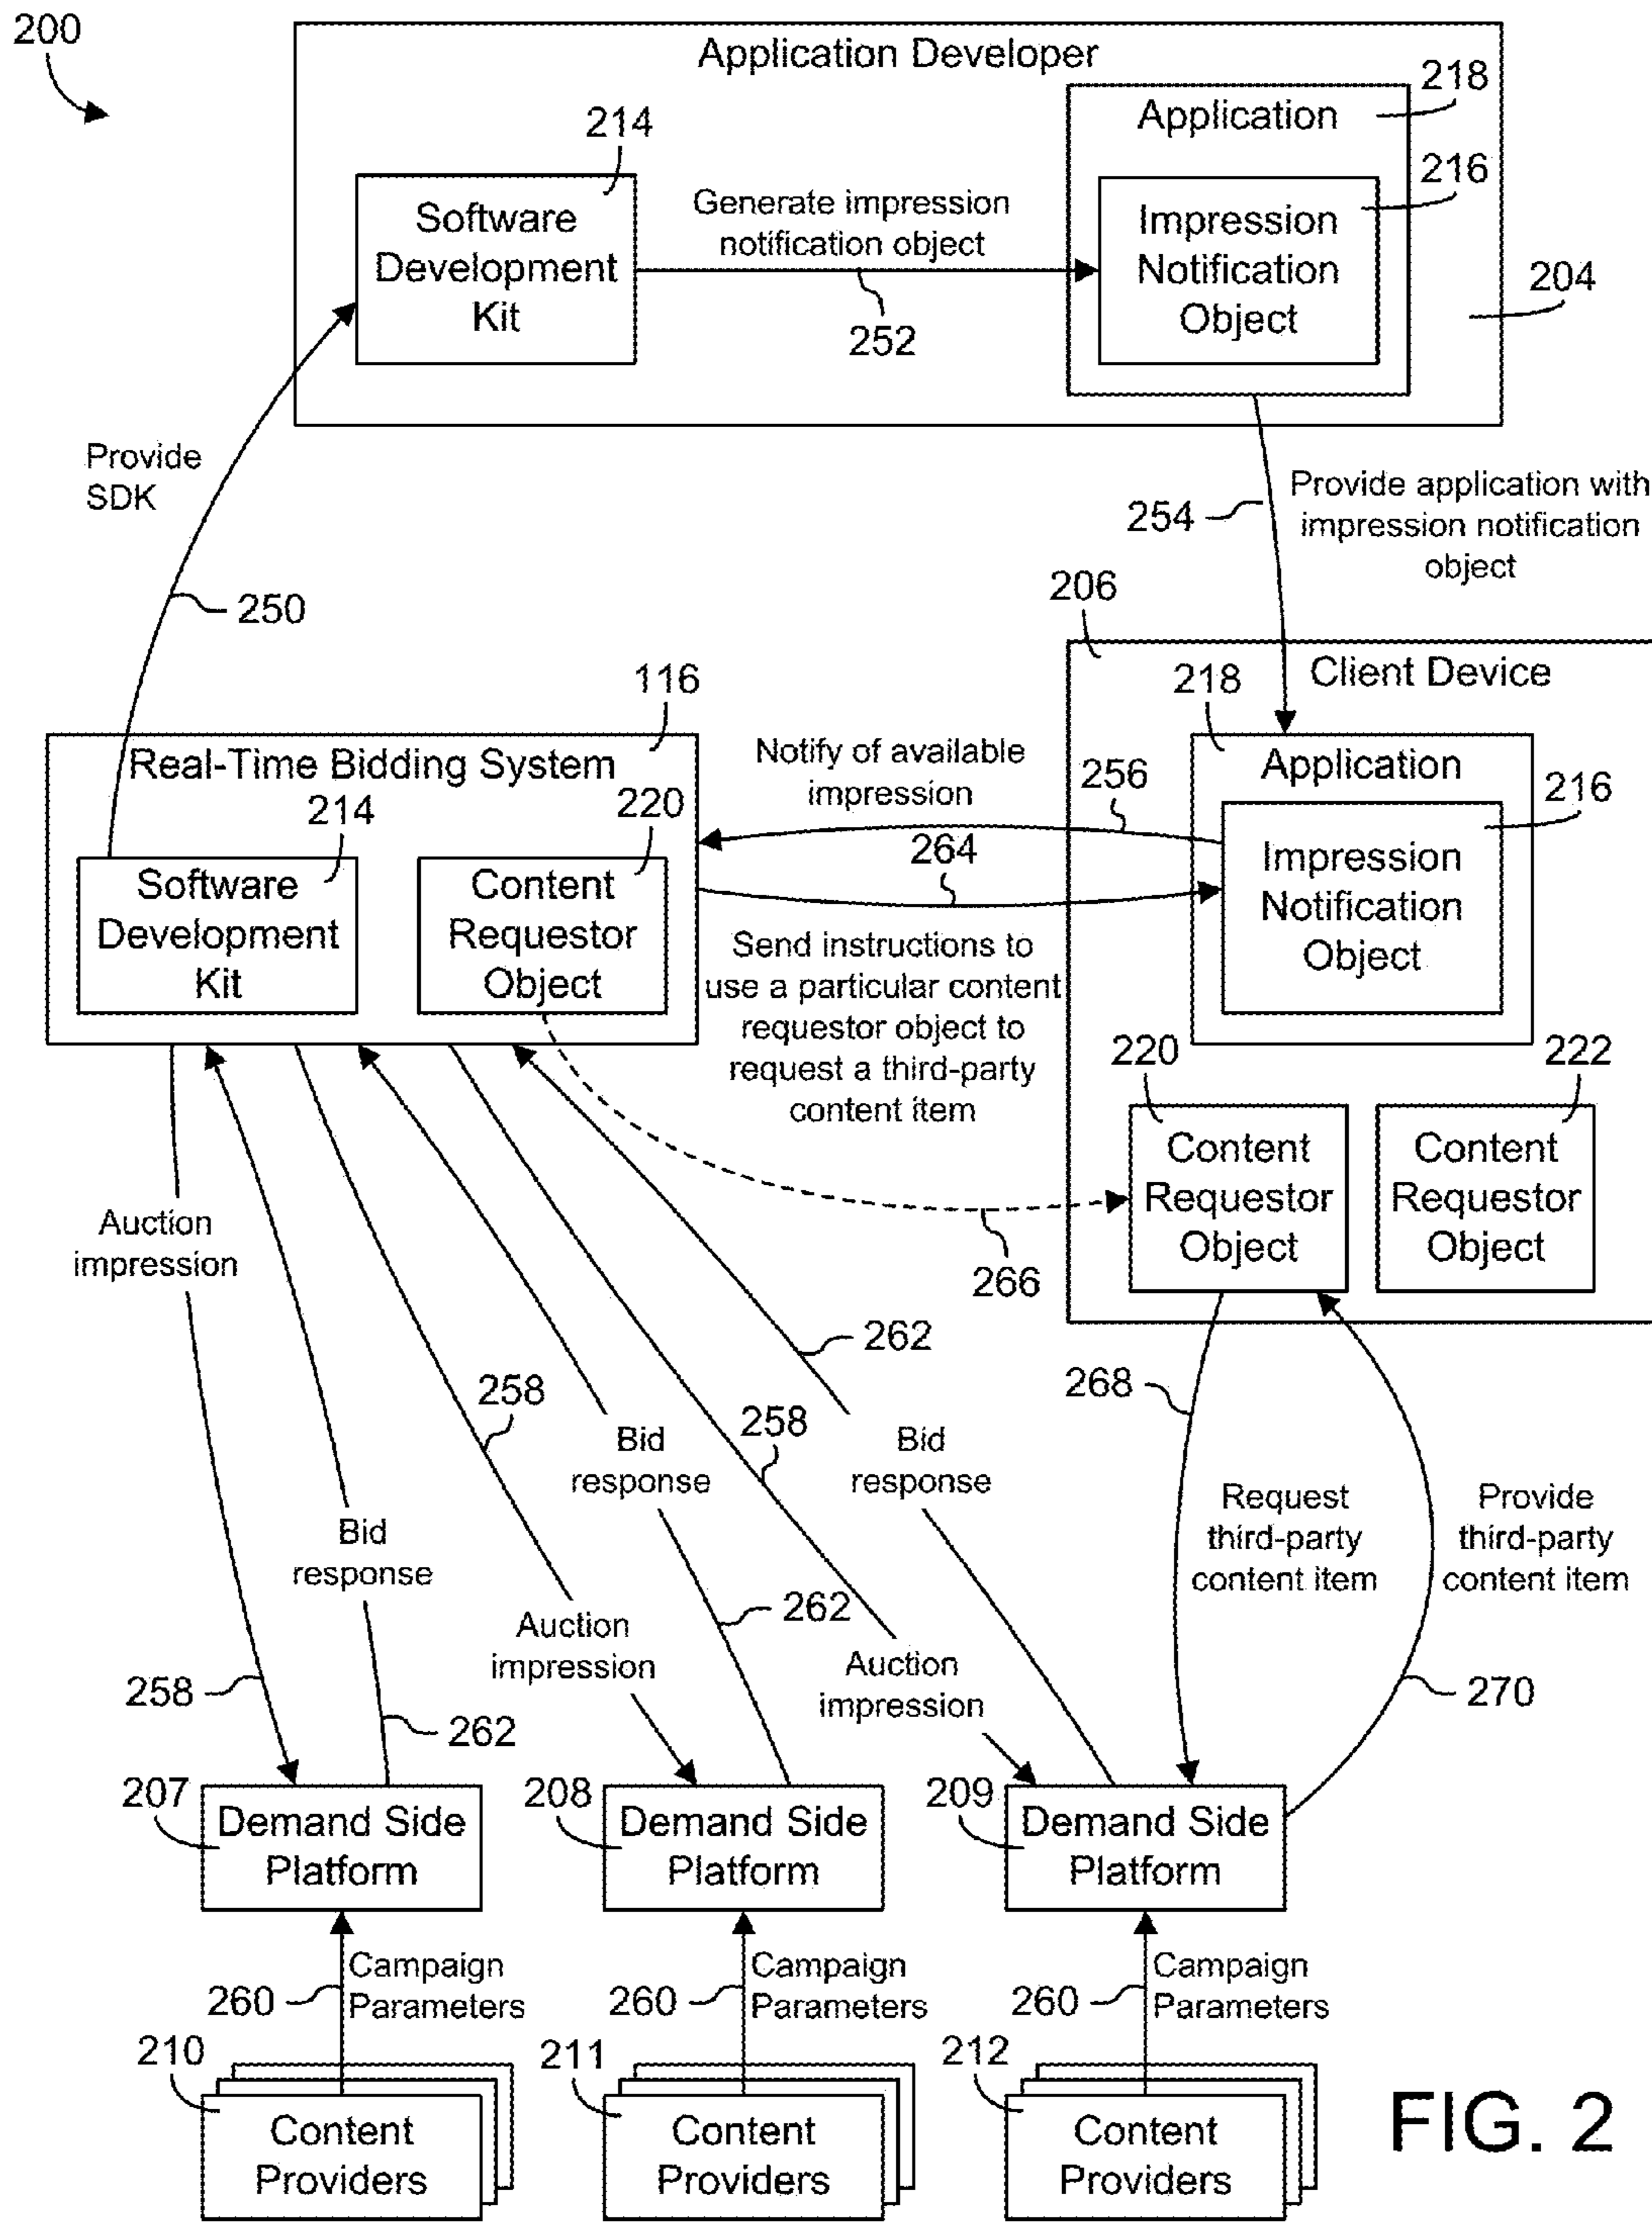 200
Application Developer
218
Application
214
216
Software
Development
Kit
Generate impression
notification object
Impression
Notification
Object
252
204
Provide
SDK
254
Provide application with
impression notification
object
250
206
116
218
Client Device
Real-Time Bidding System
Notify of available
impression
256
Application
216
214
220
264
Software
Development
Kit
Content
Requestor
Object
Impression
Notification
Object
Send instructions to
use a particular content
requestor object to
request a third-party
content item
220
222
Content
Requestor
Object
Content
Requestor
Object
Auction
impression
266
262
268
258
258
Bid
response
Bid
response
Request
third-party
content item
Provide
third-party
content item
Bid
response
262
Auction
impression
Auction
impression
258
262
270
207
208
209
Demand Side
Platform
Demand Side
Platform
Demand Side
Platform
Campaign
Parameters
Campaign
Parameters
Campaign
Parameters
260
260
260
210
211
212
Content
Providers
Content
Providers
Content
Providers
FIG. 2